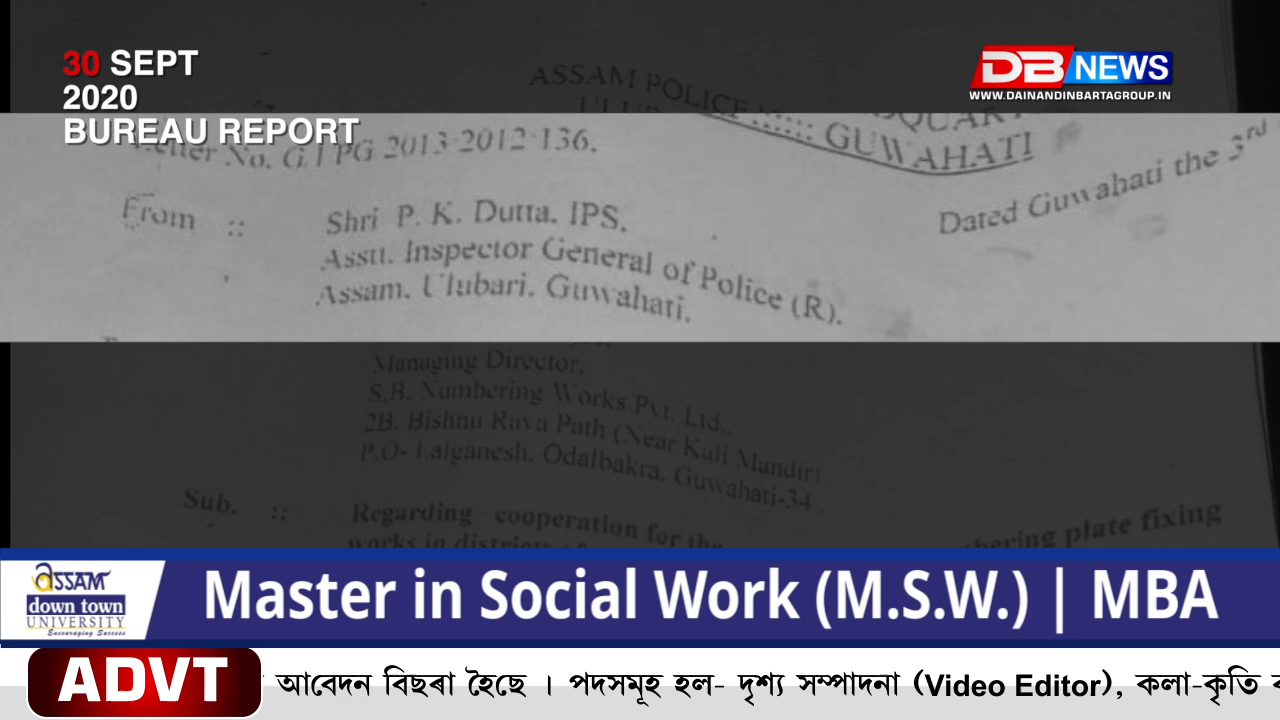 30 SEPT
2020
BUREAU REPORT
DB NEWS
WWW.DAINANDINBARTAGROUP.IN
ASSAM POLICE
GUWAHATI
Letter No. G.I PG 2013-2012 136.
Dated Guwahati the 3rd
From ::
Shri P. K. Dutta, IPS,
Asstt. Inspector General of Police (R).
Assam, Ulubari, Guwahati.
Managing Director,
S.B. Numbering Works Pvt. Ltd.,
2B, Bishnu Rava Path (Near Kali Mandir)
P.O- Lalganesh, Odalbakra, Guwahati-34
Sub. :: Regarding cooperation for the plate fixing
works in districts
ASSAM
down town
UNIVERSITY
Encouraging Success
Master in Social Work (M.S.W.) | MBA
ADVT
আবেদন বিছৰা হৈছে । পদসমূহ হল- দৃশ্য সম্পাদনা (Video Editor), কলা-কৃতি